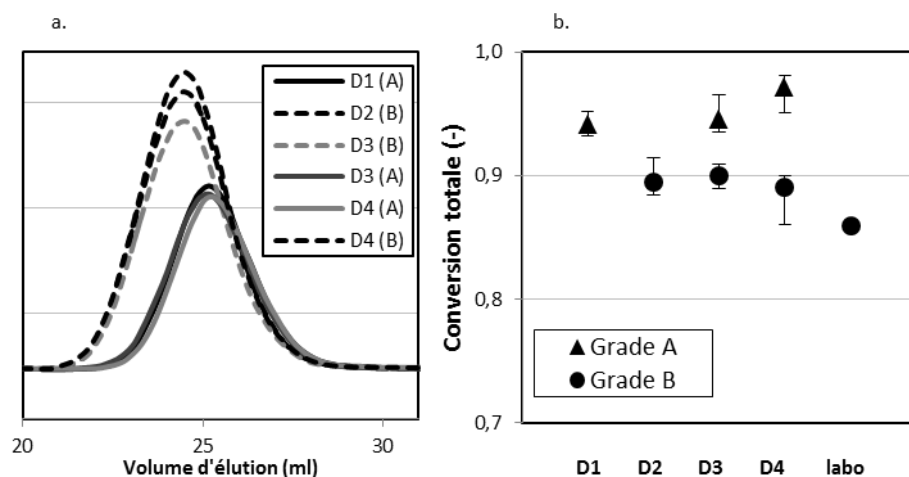 a.
D1 (A)
D2 (B)
D3 (B)
D3 (A)
D4 (A)
D4 (B)
20
25
30
Volume d'élution (ml)
b.
Conversion totale (-)
1,0
0,9
0,8
0,7
Grade A
Grade B
D1 D2 D3 D4 labo